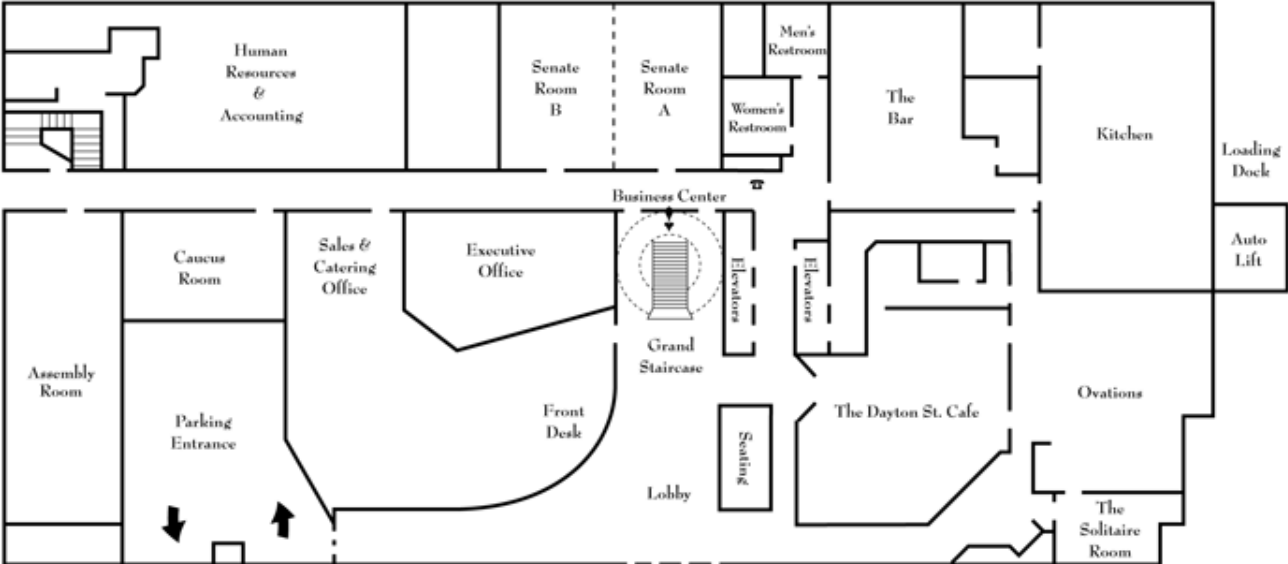 Human
Resources
&
Accounting
Senate
Room
B
Senate
Room
A
Men's
Restroom
Women's
Restroom
The
Bar
Kitchen
Loading
Dock
Auto
Lift
Business Center
Caucus
Room
Sales &
Catering
Office
Executive
Office
Elevators
Elevators
Grand
Staircase
Assembly
Room
Parking
Entrance
Front
Desk
Seating
Lobby
The Dayton St. Cafe
Ovations
The
Solitaire
Room